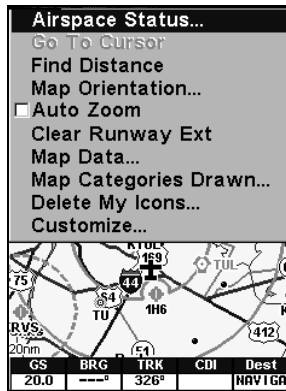 Airspace Status...
Go To Cursor
Find Distance
Map Orientation...
Auto Zoom
Clear Runway Ext
Map Data...
Map Categories Drawn...
Delete My Icons...
Customize...
KTUL
169
TUL
75
44
S4
TU
1H6
RVS
412
20nm
51
GS BRG TRK CDI Dest
20.0 ---° 326° NAVIGA